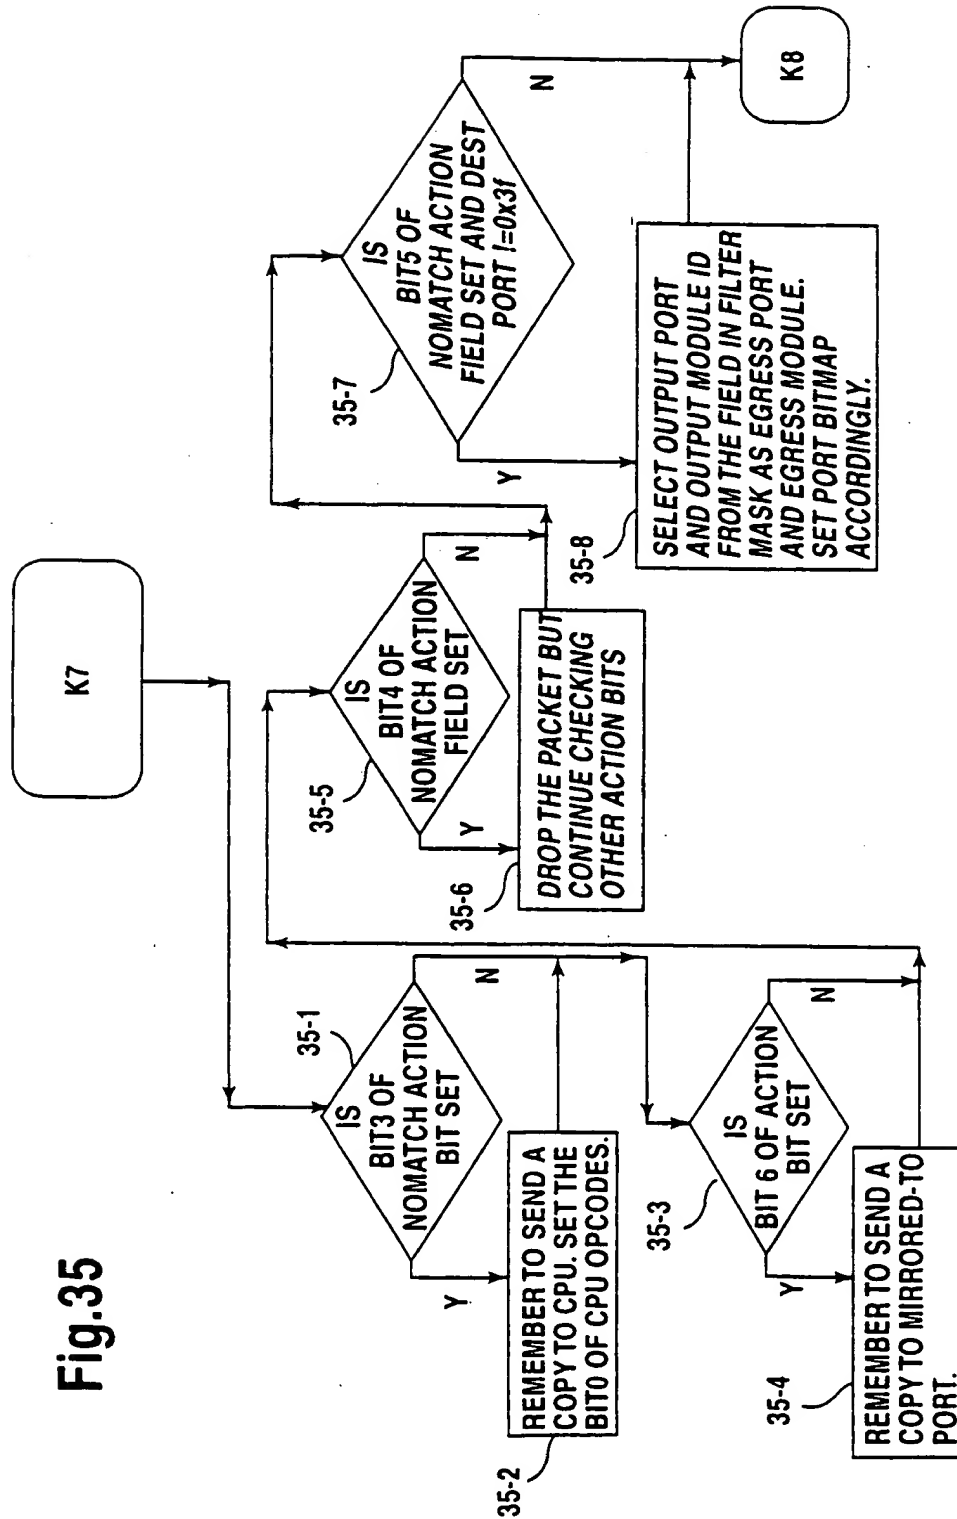 Fig.35
K7
35-1
IS
BIT3 OF
NOMATCH ACTION
BIT SET
Y
N
35-2
REMEMBER TO SEND A
COPY TO CPU. SET THE
BIT0 OF CPU OPCODES.
35-3
IS
BIT 6 OF ACTION
BIT SET
Y
N
35-4
REMEMBER TO SEND A
COPY TO MIRRORED-TO
PORT.
35-5
IS
BIT4 OF
NOMATCH ACTION
FIELD SET
Y
N
35-6
DROP THE PACKET BUT
CONTINUE CHECKING
OTHER ACTION BITS
35-7
IS
BIT5 OF
NOMATCH ACTION
FIELD SET AND DEST
PORT !=0x3f
Y
N
35-8
SELECT OUTPUT PORT
AND OUTPUT MODULE ID
FROM THE FIELD IN FILTER
MASK AS EGRESS PORT
AND EGRESS MODULE.
SET PORT BITMAP
ACCORDINGLY.
K8